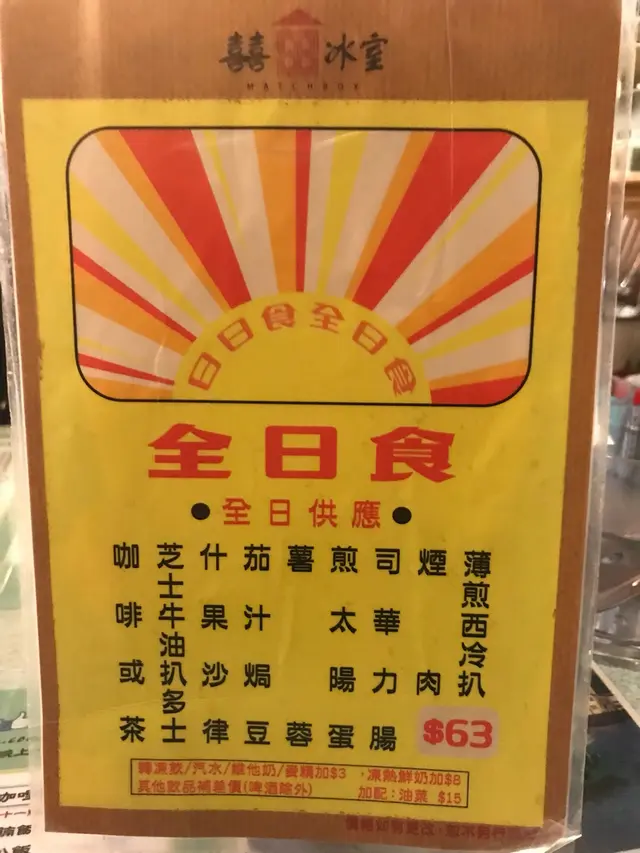 囍囍冰室
MATCHBOX
日日食全日食
全日食
●全日供應●
薄煎西冷扒
煙肉
司華力腸
煎太陽蛋
薯蓉
茄汁焗豆
什果沙律
芝士牛油扒多士
咖啡或茶
$63
轉凍飲/汽水/維他奶/香檳加$3 ·凍熱鮮奶加$8
其他飲品補差價(啤酒除外) 加配：油菜 $15